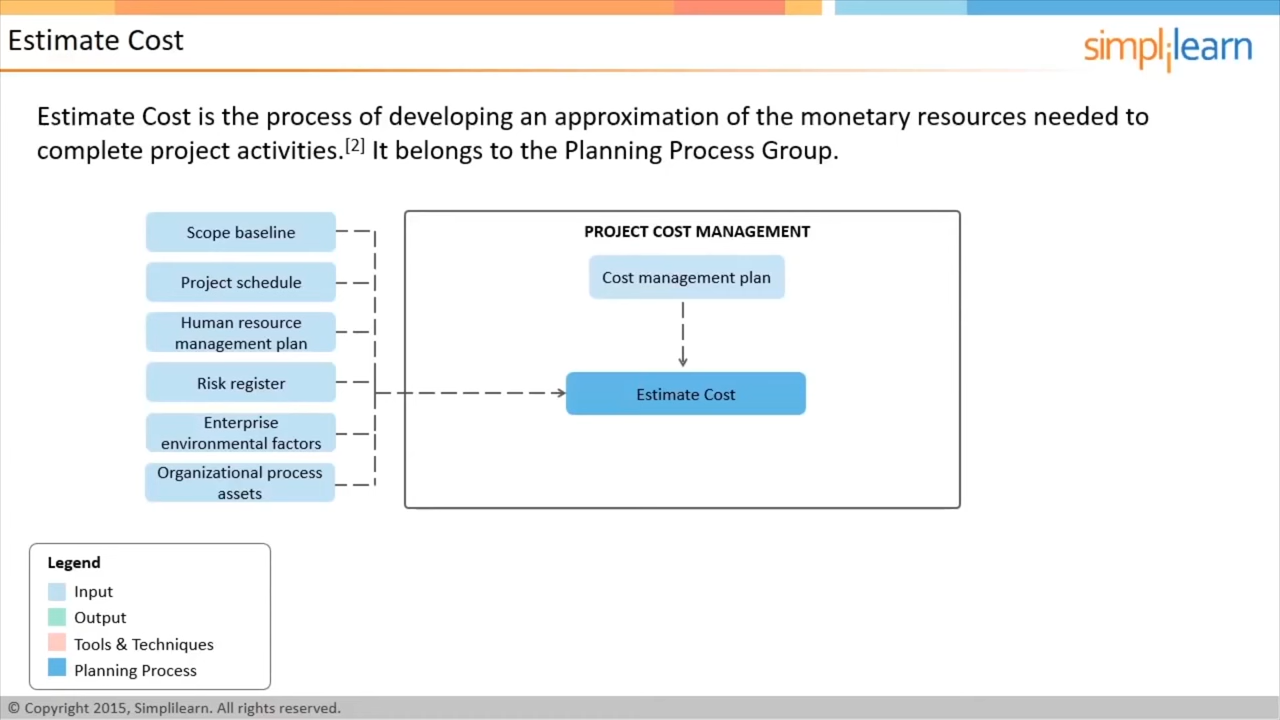 Estimate Cost
simplilearn
Estimate Cost is the process of developing an approximation of the monetary resources needed to
complete project activities.[2] It belongs to the Planning Process Group.
Scope baseline
Project schedule
Human resource
management plan
Risk register
Enterprise
environmental factors
Organizational process
assets
PROJECT COST MANAGEMENT
Cost management plan
Estimate Cost
Legend
Input
Output
Tools & Techniques
Planning Process
© Copyright 2015, Simplilearn. All rights reserved.